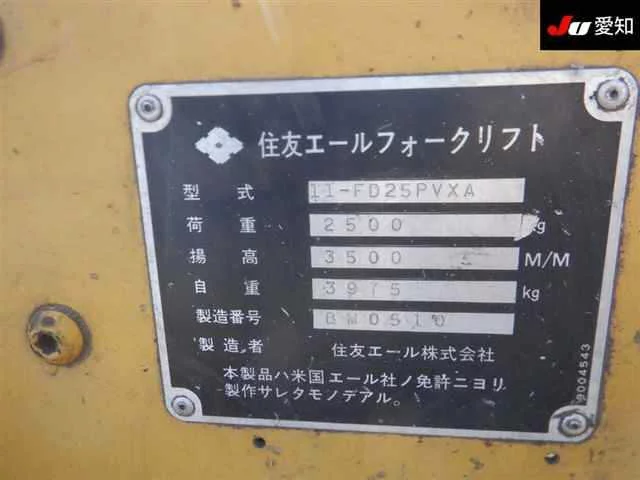 JU 愛知
住友エールフォークリフト
型式 11-FD25PVXA
荷重 2500 kg
揚高 3500 M/M
自重 3975 kg
製造番号 BW0510
製造者 住友エール株式会社
本製品ハ米国エール社ノ免許ニヨリ
製作サレタモノデアル。
9004543